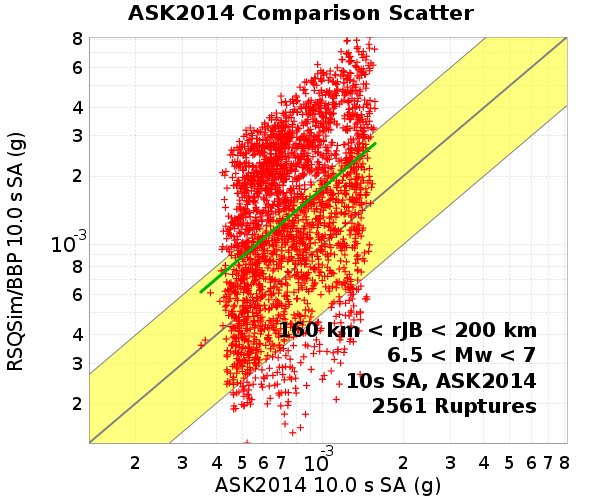 ASK2014 Comparison Scatter
8
6
4
3
2
10-3
8
6
4
3
2
RSQSim/BBP 10.0 s SA (g)
160 km < rJB < 200 km
6.5 < Mw < 7
10s SA, ASK2014
2561 Ruptures
2 3 4 5 6 7 10-3 2 3 4 5 6 7 8
ASK2014 10.0 s SA (g)